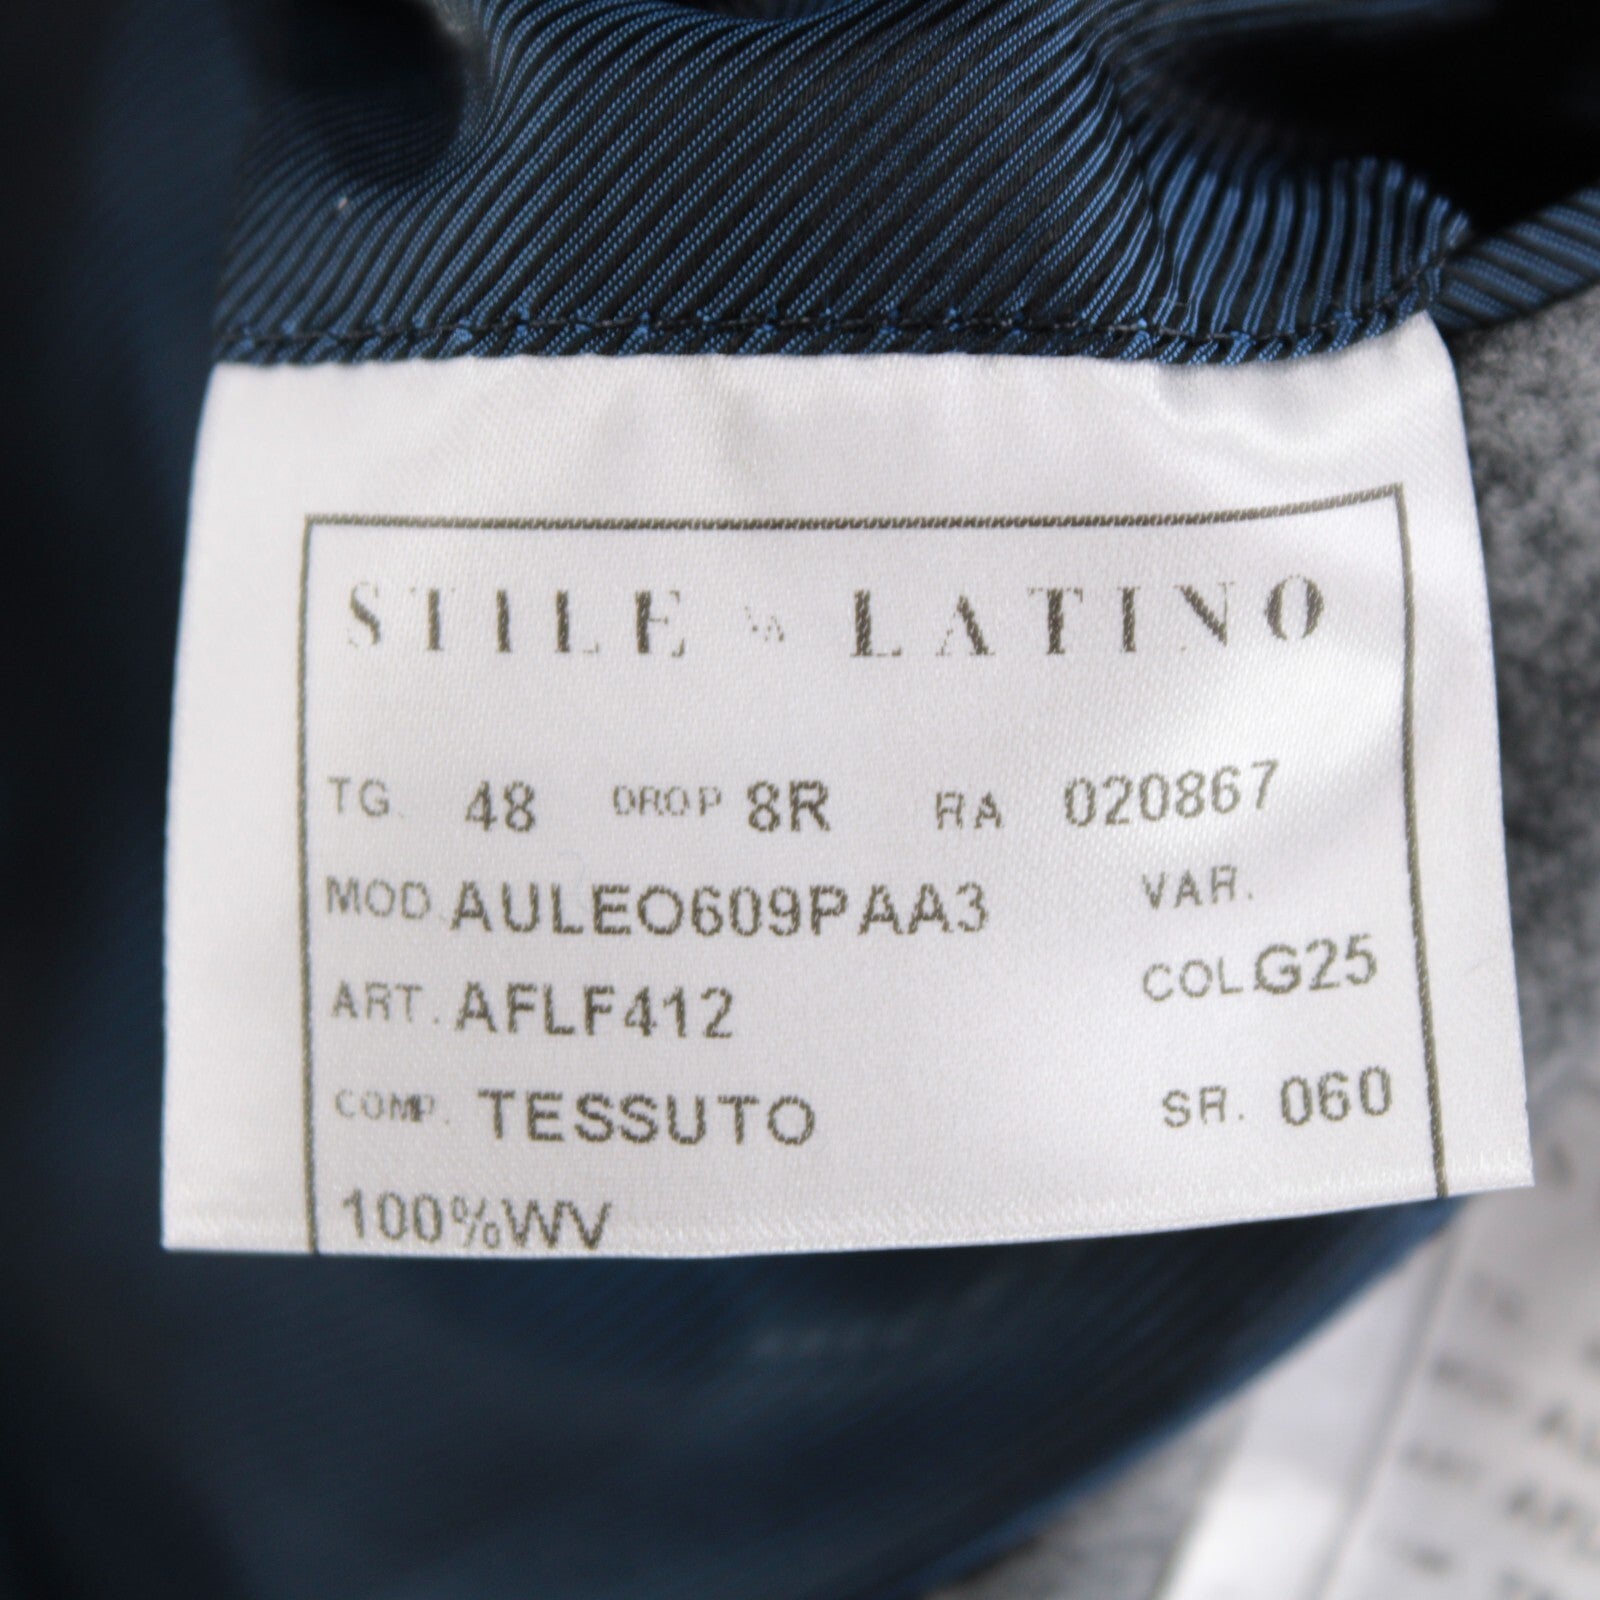 STILE LATINO
TG. 48 DROP 8R RA 020867
MOD. AULEO609PAA3 VAR.
ART. AFLF412 COL G25
COMP. TESSUTO SR. 060
100%WV